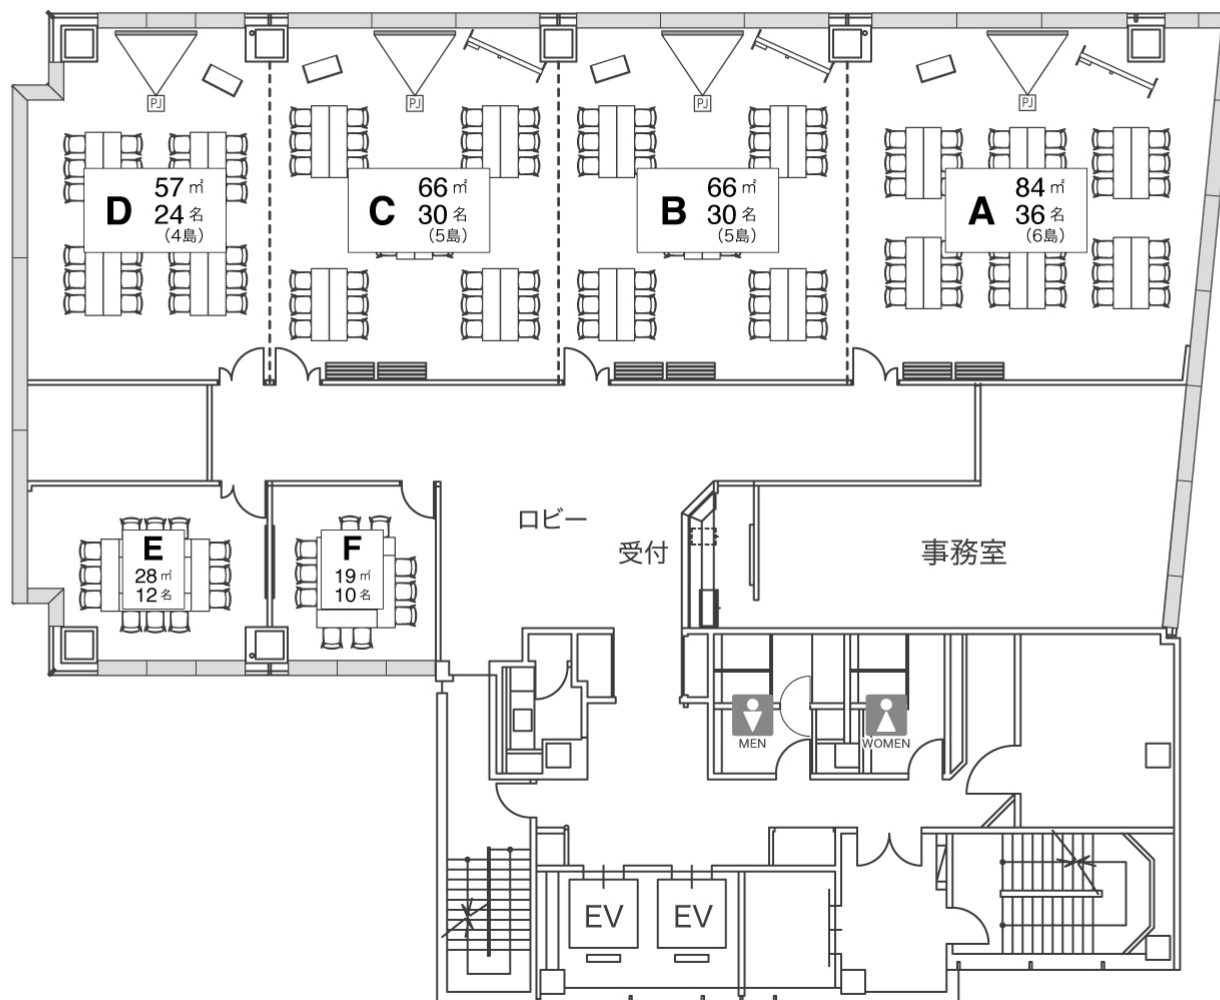 PJ
PJ
PJ
PJ
D
57㎡
24名
(4島)
C
66㎡
30名
(5島)
B
66㎡
30名
(5島)
A
84㎡
36名
(6島)
E
28㎡
12名
F
19㎡
10名
ロビー
受付
事務室
MEN
WOMEN
EV
EV